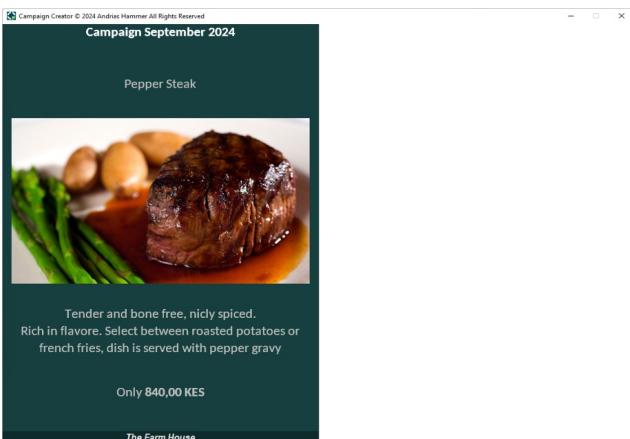 Campaign Creator © 2024 Andrias Hammer All Rights Reserved
Campaign September 2024
Pepper Steak
Tender and bone free, nicly spiced.
Rich in flavore. Select between roasted potatoes or
french fries, dish is served with pepper gravy
Only 840,00 KES
The Farm House